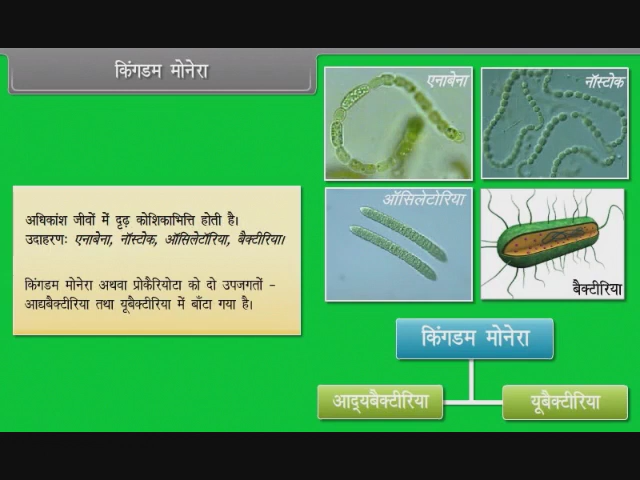 किंगडम मोनेरा
एनाबेना
नॉस्टोक
ऑसिलेटोरिया
बैक्टीरिया
अधिकांश जीवों में दृढ़ कोशिकाभित्ति होती है।
उदाहरणः एनाबेना, नॉस्टोक, ऑसिलेटॉरिया, बैक्टीरिया।
किंगडम मोनेरा अथवा प्रोकैरियोटा को दो उपजगतों -
आद्यबैक्टीरिया तथा यूबैक्टीरिया में बाँटा गया है।
किंगडम मोनेरा
आद्यबैक्टीरिया
यूबैक्टीरिया